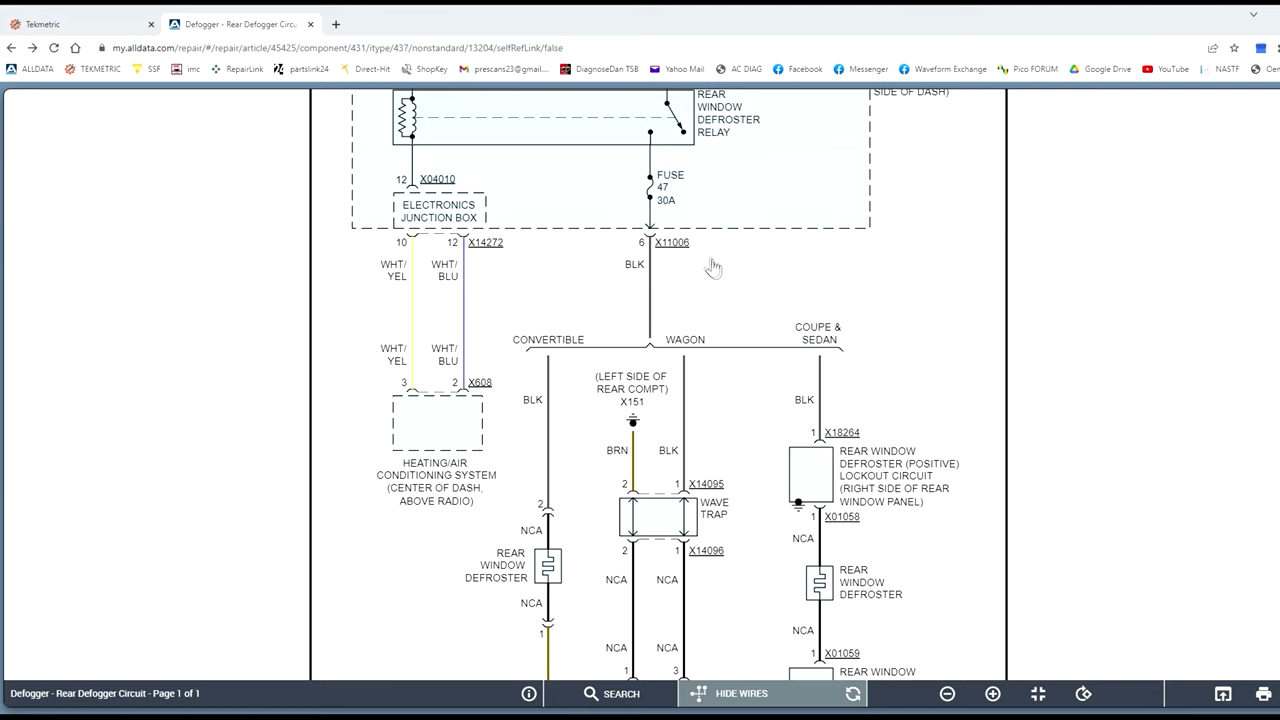 Tekmetric
Defogger - Rear Defogger Circu
my.alldata.com/repair/#/repair/article/45425/component/431/itype/437/nonstandard/13204/selfRefLink/false
ALLDATA TEKMETRIC SSF imc RepairLink partslink24 Direct-Hit ShopKey prescans23@gmail.... DiagnoseDan TSB Yahoo Mail AC DIAG Facebook Messenger Waveform Exchange Pico FORUM Google Drive YouTube NASTF Oen
SIDE OF DASH)
REAR
WINDOW
DEFROSTER
RELAY
FUSE
47
30A
12 X04010
ELECTRONICS
JUNCTION BOX
10 12 X14272
6 X11006
WHT/
YEL
WHT/
BLU
BLK
CONVERTIBLE
WAGON
COUPE &
SEDAN
WHT/
YEL
WHT/
BLU
3 2 X608
(LEFT SIDE OF
REAR COMPT)
X151
BLK
BLK
HEATING/AIR
CONDITIONING SYSTEM
(CENTER OF DASH,
ABOVE RADIO)
BRN
BLK
2 1 X14095
WAVE
TRAP
2 1 X14096
1 X18264
REAR WINDOW
DEFROSTER (POSITIVE)
LOCKOUT CIRCUIT
(RIGHT SIDE OF REAR
WINDOW PANEL)
1 X01058
2
NCA
REAR
WINDOW
DEFROSTER
NCA
1
NCA
NCA
NCA
NCA
1
3
NCA
REAR
WINDOW
DEFROSTER
NCA
1 X01059
REAR WINDOW
Defogger - Rear Defogger Circuit - Page 1 of 1
SEARCH
HIDE WIRES